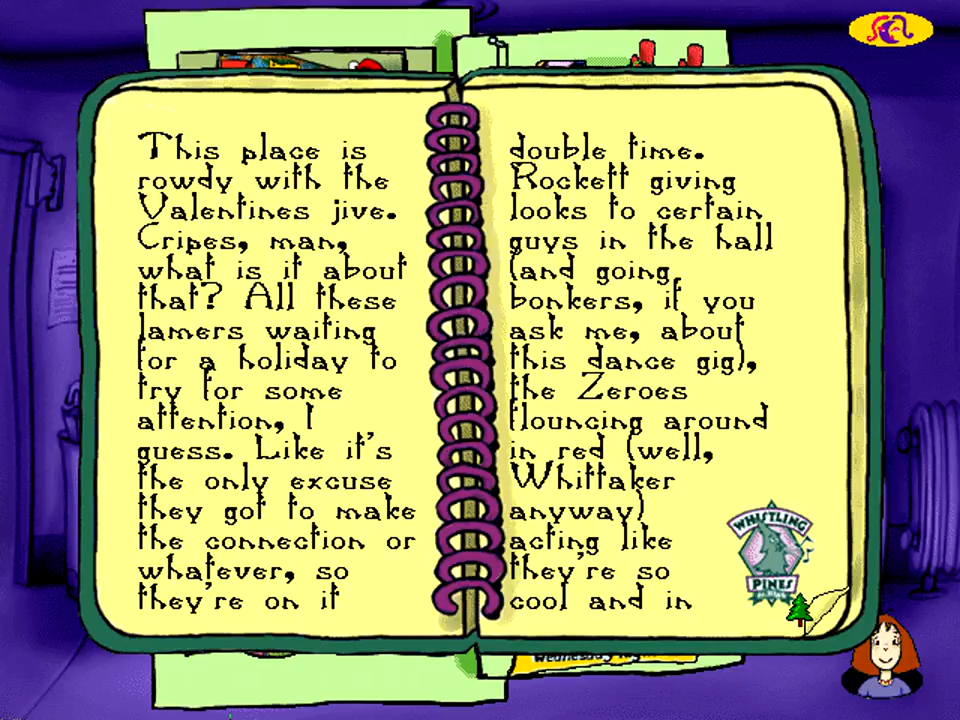 This place is
rowdy with the
Valentines jive.
Cripes, man,
what is it about
that? All these
lamers waiting
for a holiday to
try for some
attention, I
guess. Like it's
the only excuse
they got to make
the connection or
whatever, so
they're on it
double time.
Rockett giving
looks to certain
guys in the hall
(and going
bonkers, if you
ask me, about
this dance gig),
the Zeroes
flouncing around
in red (well,
Whittaker
anyway)
acting like
they're so
cool and in
WHISTLING
PINES
Wednesday